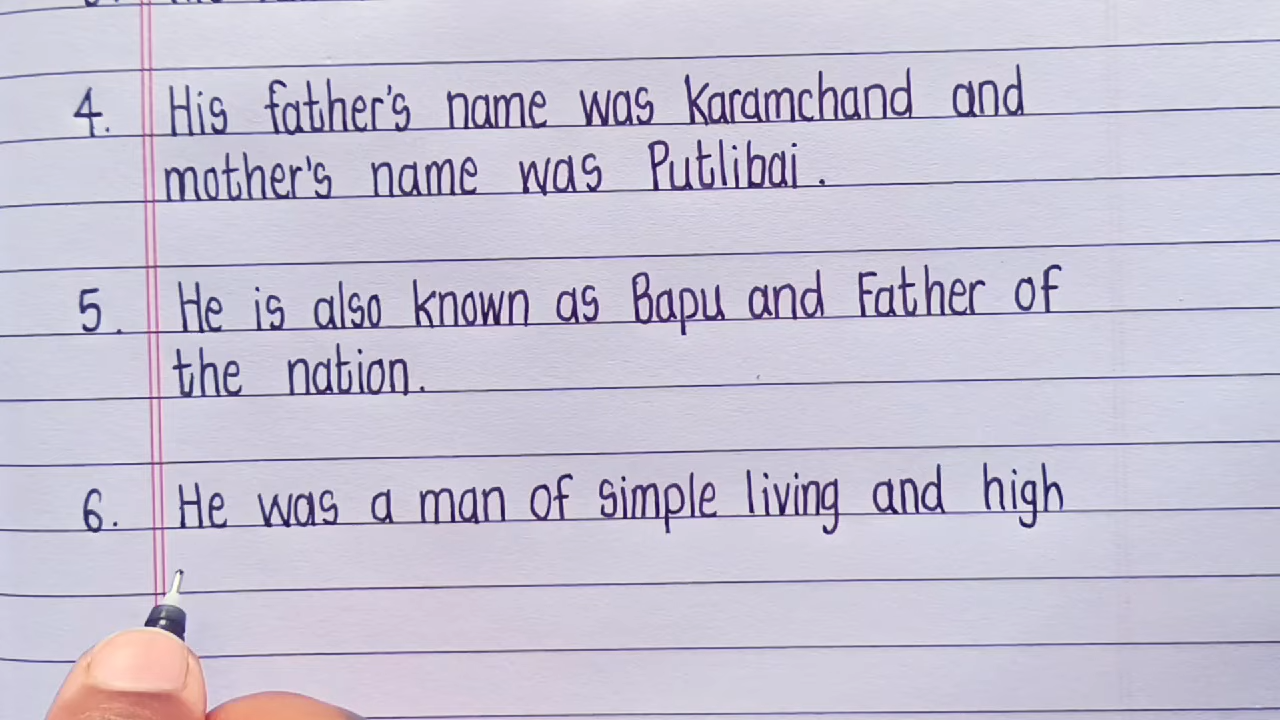 4. His father's name was Karamchand and
mother's name was Putlibai.
5. He is also known as Bapu and Father of
the nation.
6. He was a man of simple living and high